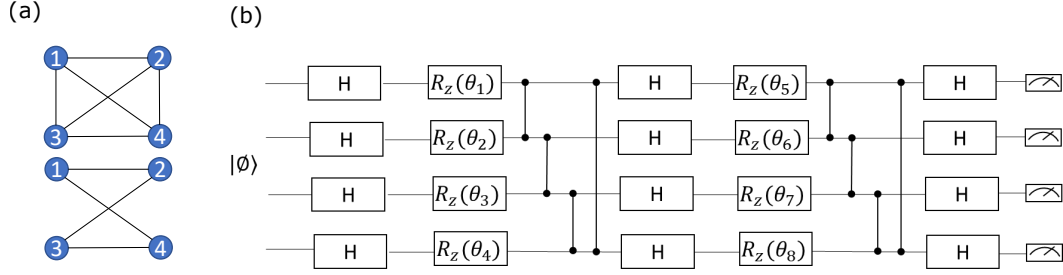 (a)
(b)
1 2
3 4
1 2
3 4
|∅⟩
H R_z(θ_1) H R_z(θ_5) H
H R_z(θ_2) H R_z(θ_6) H
H R_z(θ_3) H R_z(θ_7) H
H R_z(θ_4) H R_z(θ_8) H